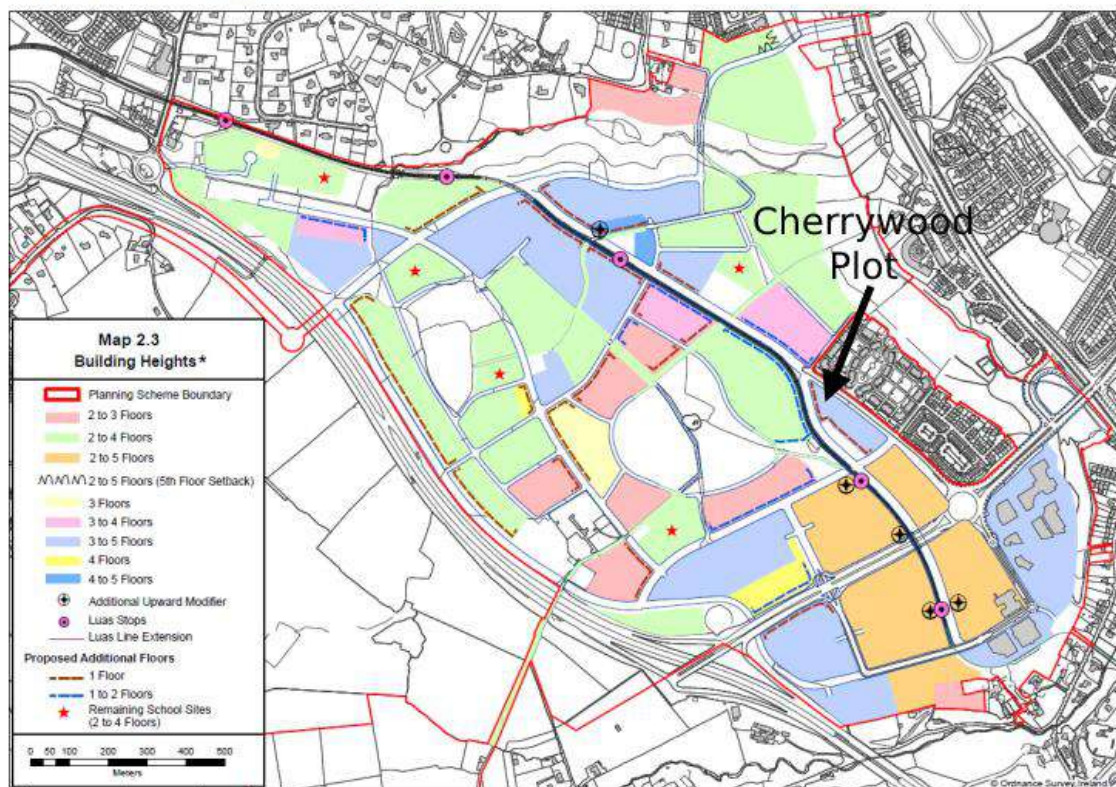 Cherrywood
Plot
Map 2.3
Building Heights*
Planning Scheme Boundary
2 to 3 Floors
2 to 4 Floors
2 to 5 Floors
2 to 5 Floors (5th Floor Setback)
3 Floors
3 to 4 Floors
3 to 5 Floors
4 Floors
4 to 5 Floors
Additional Upward Modifier
Luas Stops
Luas Line Extension
Proposed Additional Floors
1 Floor
1 to 2 Floors
Remaining School Sites
(2 to 4 Floors)
0 50 100 200 300 400 500
Meters
© Ordnance Survey Ireland